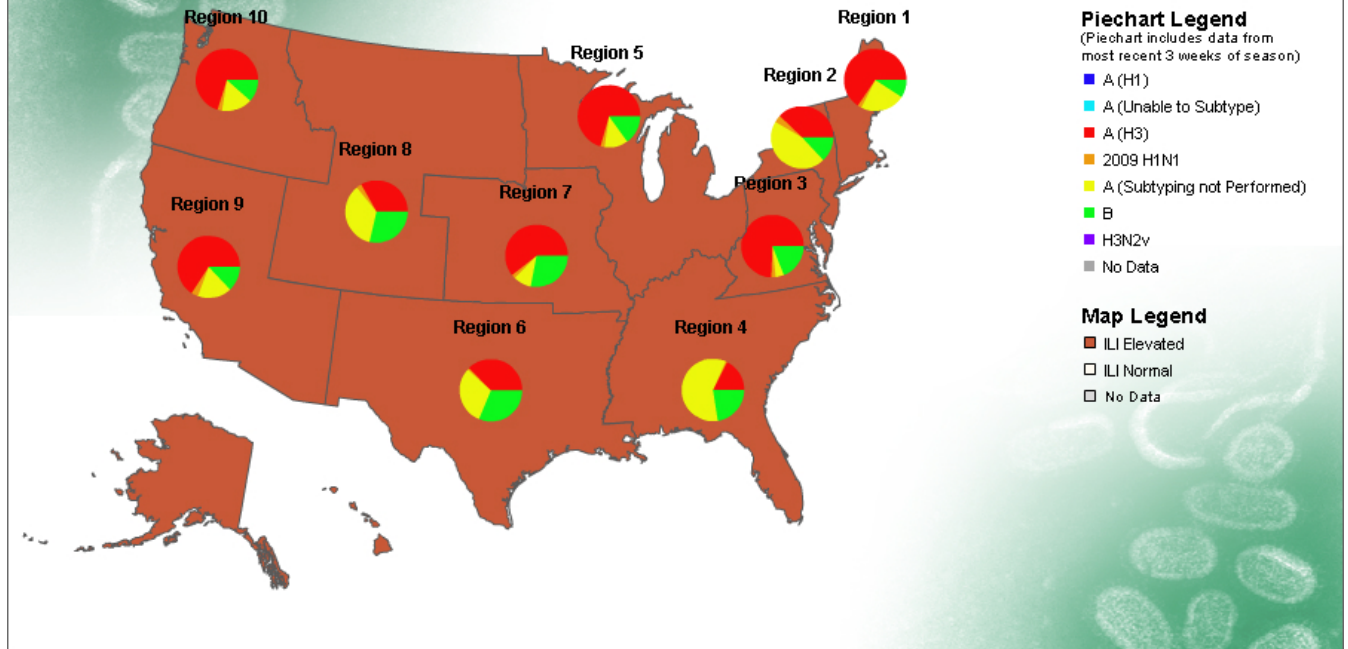 Region 10
Region 1
Region 5
Region 2
Region 8
Region 3
Region 7
Region 9
Region 6
Region 4
Piechart Legend
(Piechart includes data from
most recent 3 weeks of season)
A (H1)
A (Unable to Subtype)
A (H3)
2009 H1N1
A (Subtyping not Performed)
B
H3N2v
No Data
Map Legend
ILI Elevated
ILI Normal
No Data